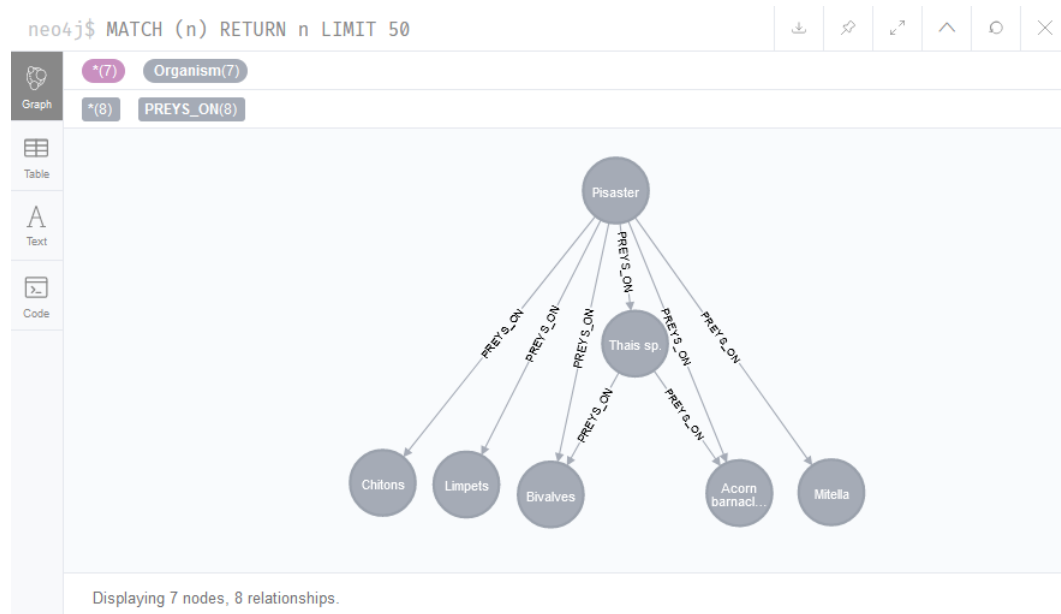 neo4j$ MATCH (n) RETURN n LIMIT 50
Graph
*(7) Organism(7)
*(8) PREYS_ON(8)
Table
A
Text
>_
Code
Pisaster
PREYS_ON
PREYS_ON
PREYS_ON
PREYS_ON
PREYS_ON
PREYS_ON
Thais sp.
PREYS_ON
PREYS_ON
Chitons
Limpets
Bivalves
Acorn
barnacl...
Mitella
Displaying 7 nodes, 8 relationships.